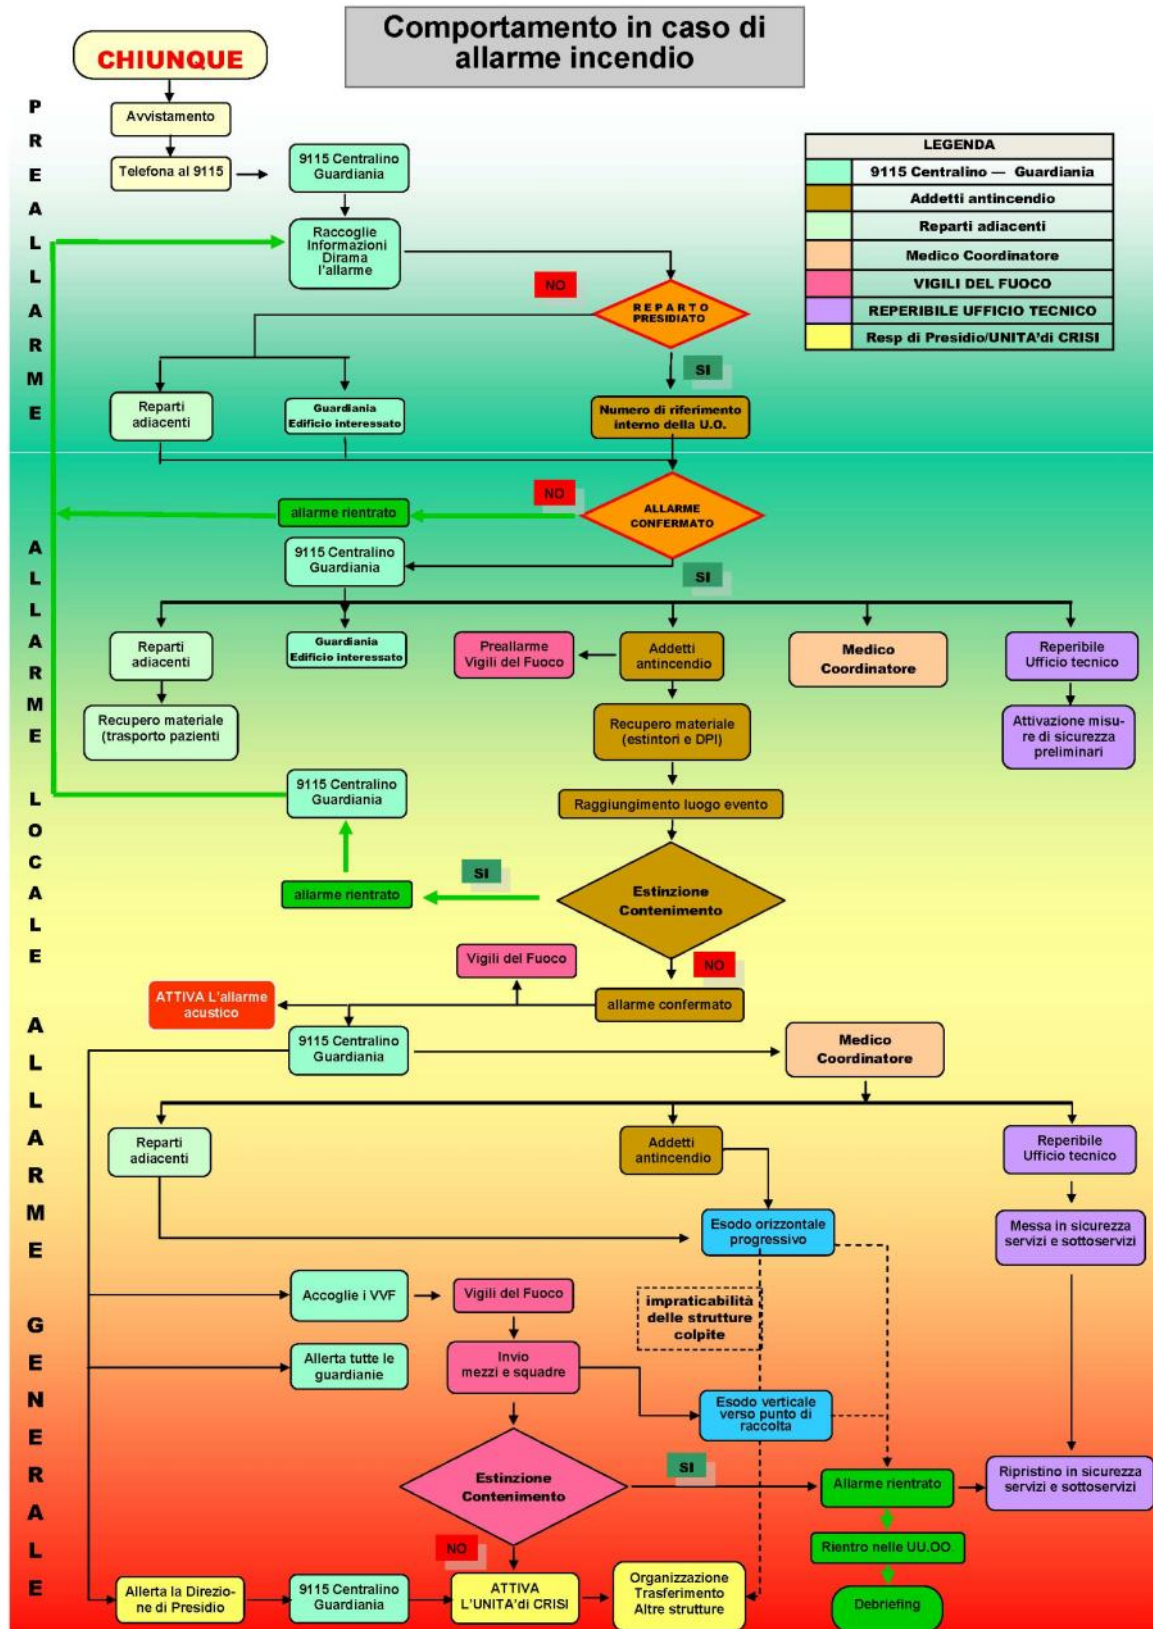 Comportamento in caso di
allarme incendio
CHIUNQUE
PREALLARME
Avvistamento
Telefona al 9115
9115 Centralino
Guardiania
LEGENDA
9115 Centralino — Guardiania
Addetti antincendio
Reparti adiacenti
Medico Coordinatore
VIGILI DEL FUOCO
REPERIBILE UFFICIO TECNICO
Resp di Presidio/UNITA'di CRISI
Raccoglie
Informazioni
Dirama
l'allarme
NO
REPARTO
PRESIDIATO
SI
Reparti
adiacenti
Guardiania
Edificio interessato
Numero di riferimento
interno della U.O.
ALLARME LOCALE
NO
ALLARME
CONFERMATO
allarme rientrato
9115 Centralino
Guardiania
SI
Reparti
adiacenti
Guardiania
Edificio interessato
Preallarme
Vigili del Fuoco
Addetti
antincendio
Medico
Coordinatore
Reperibile
Ufficio tecnico
Recupero materiale
(trasporto pazienti
Recupero materiale
(estintori e DPI)
Attivazione misu-
re di sicurezza
preliminari
9115 Centralino
Guardiania
Raggiungimento luogo evento
SI
allarme rientrato
Estinzione
Contenimento
Vigili del Fuoco
NO
ATTIVA L'allarme
acustico
allarme confermato
ALLARME GENERALE
9115 Centralino
Guardiania
Medico
Coordinatore
Reparti
adiacenti
Addetti
antincendio
Reperibile
Ufficio tecnico
Esodo orizzontale
progressivo
Messa in sicurezza
servizi e sottoservizi
Accoglie i VVF
Vigili del Fuoco
impraticabilità
delle strutture
colpite
Allerta tutte le
guardianie
Invio
mezzi e squadre
Esodo verticale
verso punto di
raccolta
Estinzione
Contenimento
SI
Allarme rientrato
Ripristino in sicurezza
servizi e sottoservizi
NO
Rientro nelle UU.OO
Allerta la Direzio-
ne di Presidio
9115 Centralino
Guardiania
ATTIVA
L'UNITA'di CRISI
Organizzazione
Trasferimento
Altre strutture
Debriefing